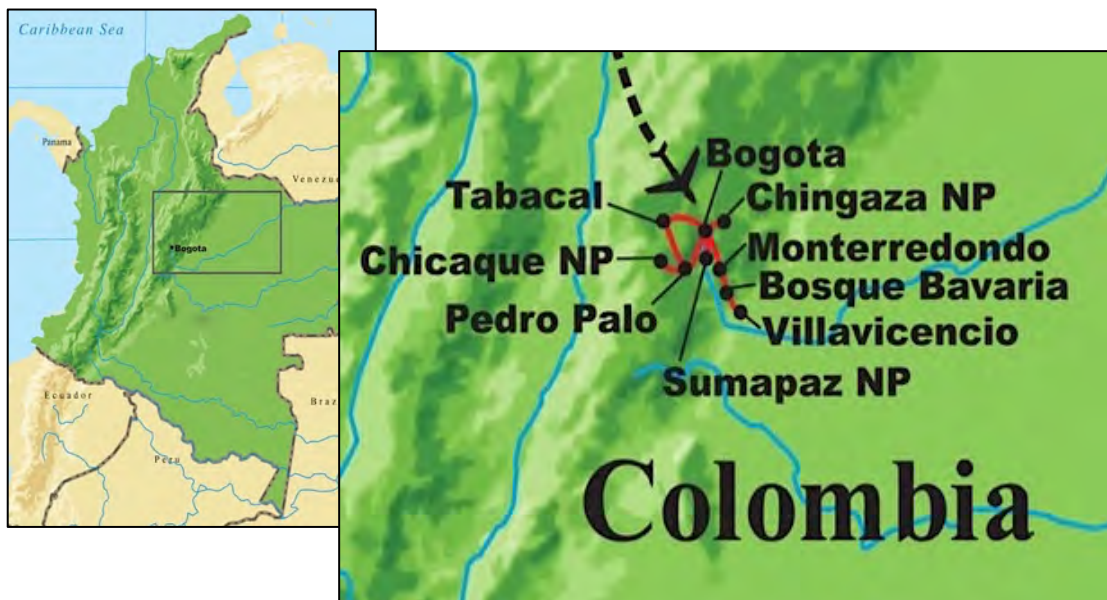 Caribbean Sea
Panama
Venezu
Bogota
Ecuador
Braz
Peru
Bogota
Tabacal
Chingaza NP
Chicaque NP
Monterredondo
Bosque Bavaria
Pedro Palo
Villavicencio
Sumapaz NP
Colombia